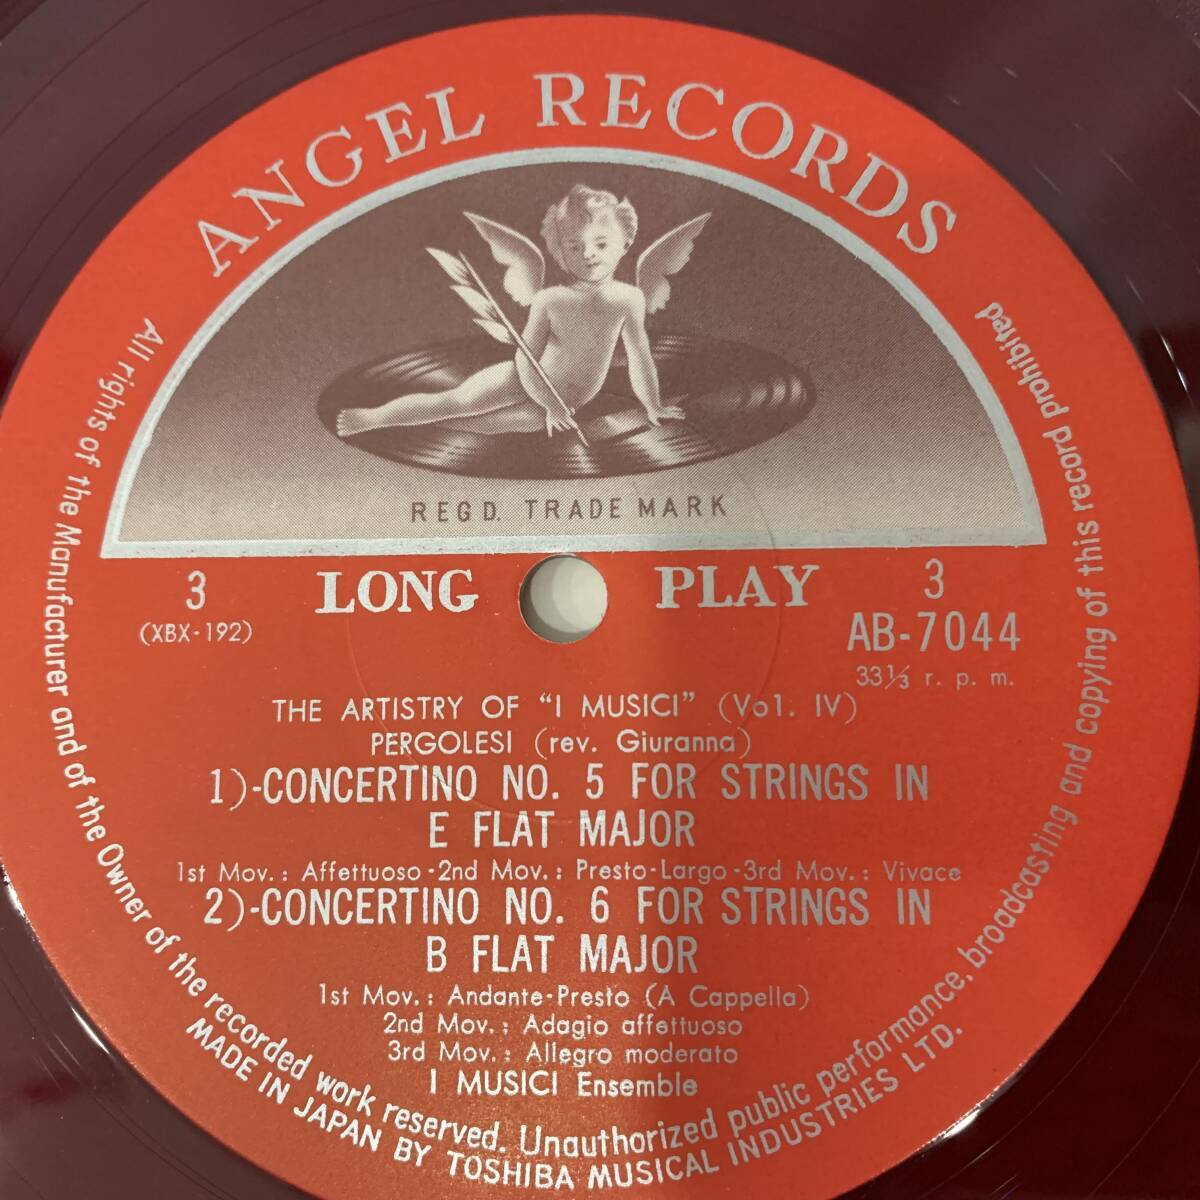 ANGEL RECORDS
REGD. TRADE MARK
3 LONG PLAY 3
(XBX-192) AB-7044
33⅓ r. p. m.
THE ARTISTRY OF "I MUSICI" (Vol. IV)
PERGOLESI (rev. Giuranna)
1)-CONCERTINO NO. 5 FOR STRINGS IN
E FLAT MAJOR
1st Mov.: Affettuoso-2nd Mov.: Presto-Largo-3rd Mov.: Vivace
2)-CONCERTINO NO. 6 FOR STRINGS IN
B FLAT MAJOR
1st Mov.: Andante-Presto (A Cappella)
2nd Mov.: Adagio affettuoso
3rd Mov.: Allegro moderato
I MUSICI Ensemble
All rights of the Manufacturer and of the Owner of the recorded work reserved. Unauthorized public performance, broadcasting and copying of this record prohibited
MADE IN JAPAN BY TOSHIBA MUSICAL INDUSTRIES LTD.